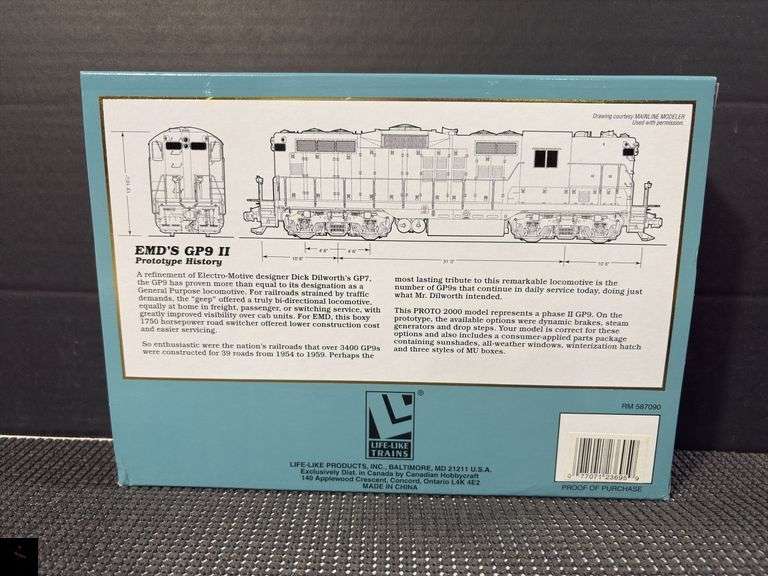 Drawing courtesy MAINLINE MODELER
Used with permission.
EMD'S GP9 II
Prototype History
A refinement of Electro-Motive designer Dick Dilworth's GP7,
the GP9 has proven more than equal to its designation as a
General Purpose locomotive. For railroads strained by traffic
demands, the "geep" offered a truly bi-directional locomotive,
equally at home in freight, passenger, or switching service, with
greatly improved visibility over cab units. For EMD, this boxy
1750 horsepower road switcher offered lower construction cost
and easier servicing.
So enthusiastic were the nation's railroads that over 3400 GP9s
were constructed for 39 roads from 1954 to 1959. Perhaps the
most lasting tribute to this remarkable locomotive is the
number of GP9s that continue in daily service today, doing just
what Mr. Dilworth intended.
This PROTO 2000 model represents a phase II GP9. On the
prototype, the available options were dynamic brakes, steam
generators and drop steps. Your model is correct for these
options and also includes a consumer-applied parts package
containing sunshades, all-weather windows, winterization hatch
and three styles of MU boxes.
LIFE-LIKE
TRAINS
®
LIFE-LIKE PRODUCTS, INC., BALTIMORE, MD 21211 U.S.A.
Exclusively Dist. in Canada by Canadian Hobbycraft
140 Applewood Crescent, Concord, Ontario L4K 4E2
MADE IN CHINA
RM 587090
0 77071 23695 9
PROOF OF PURCHASE